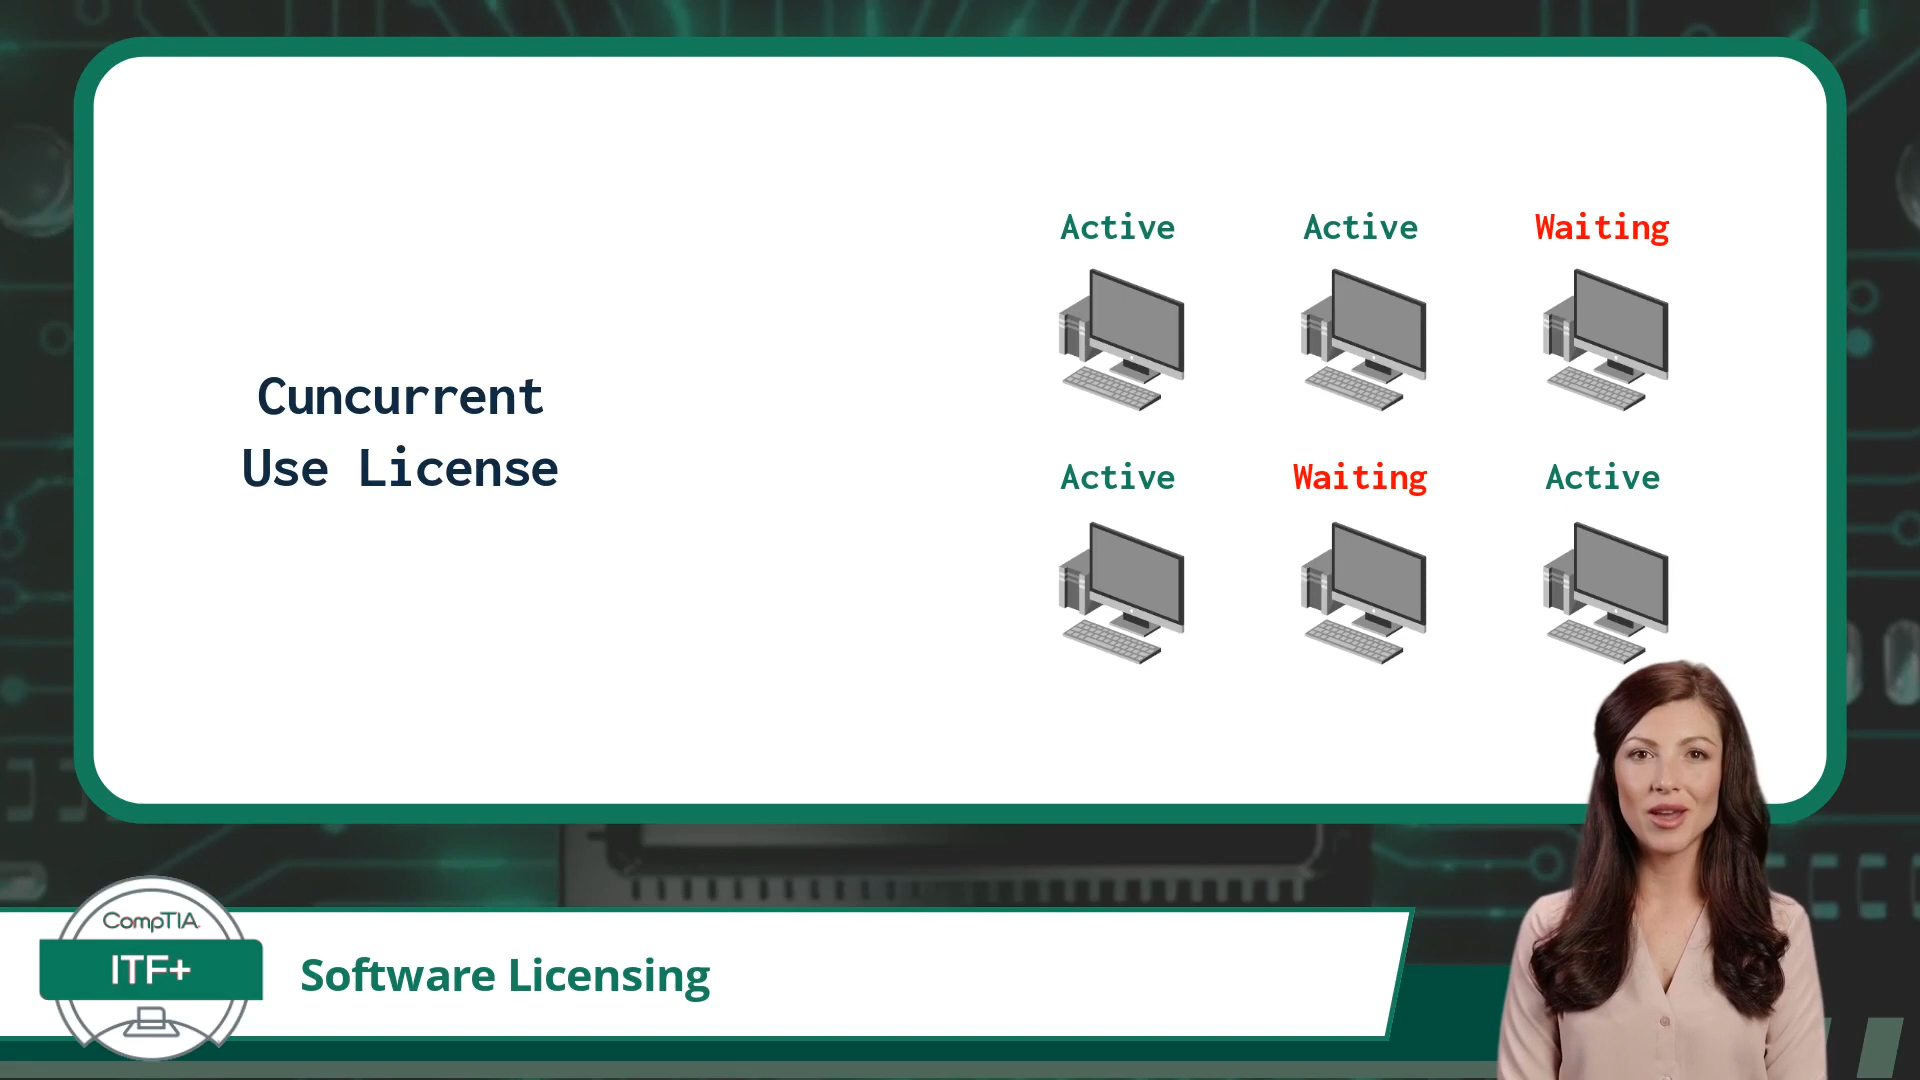 Active Active Waiting
Cuncurrent
Use License
Active Waiting Active
CompTIA
ITF+
Software Licensing